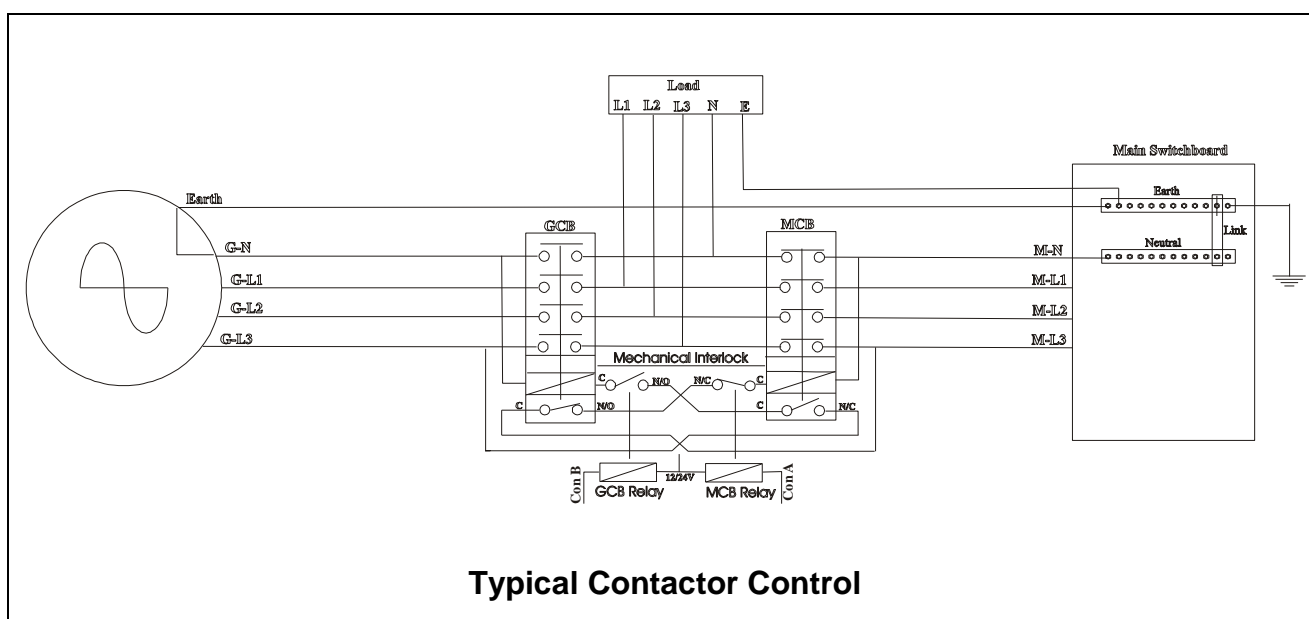 Load
L1 L2 L3 N E
Main Switchboard
Earth
Earth
Link
GCB
MCB
G-N
M-N
Neutral
G-L1
M-L1
G-L2
M-L2
G-L3
M-L3
Mechanical Interlock
C N/O N/C C
C N/O C N/C
Con B
12/24V
Con A
GCB Relay
MCB Relay
Typical Contactor Control